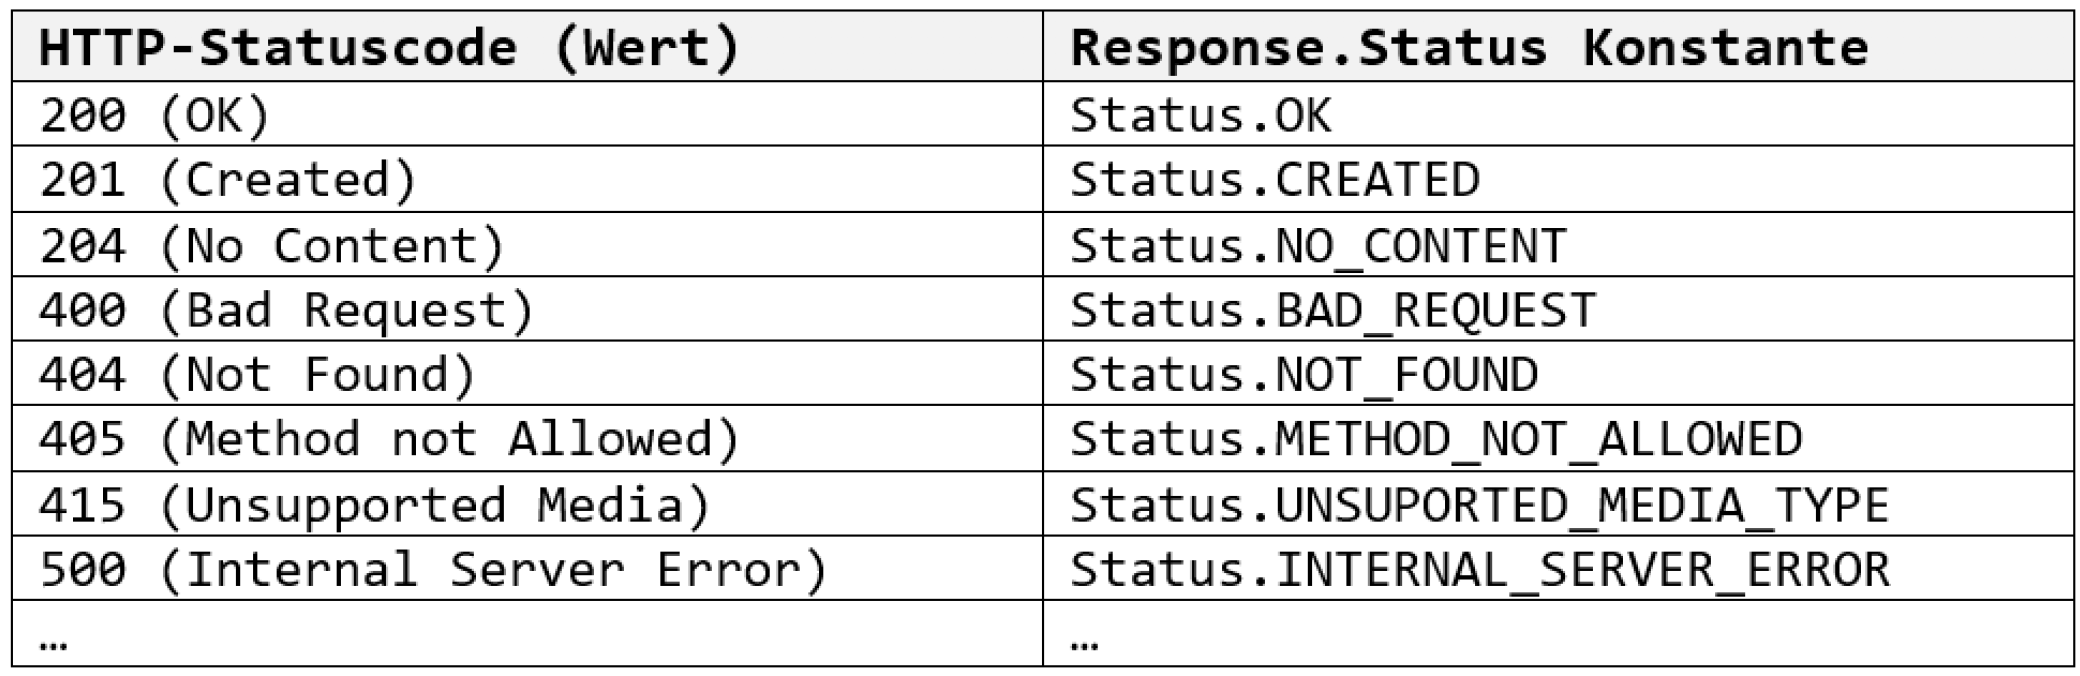 HTTP-Statuscode (Wert) Response.Status Konstante
200 (OK) Status.OK
201 (Created) Status.CREATED
204 (No Content) Status.NO_CONTENT
400 (Bad Request) Status.BAD_REQUEST
404 (Not Found) Status.NOT_FOUND
405 (Method not Allowed) Status.METHOD_NOT_ALLOWED
415 (Unsupported Media) Status.UNSUPORTED_MEDIA_TYPE
500 (Internal Server Error) Status.INTERNAL_SERVER_ERROR
… …